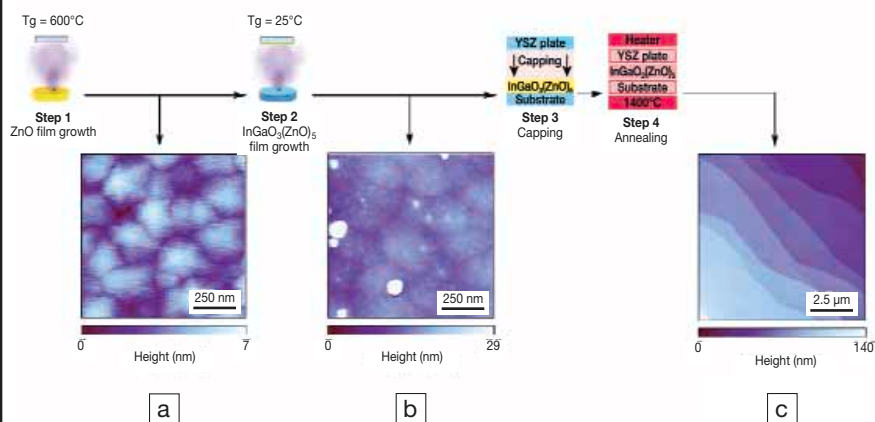 Tg = 600°C
Step 1
ZnO film growth
Tg = 25°C
Step 2
InGaO₃(ZnO)₅
film growth
YSZ plate
Capping
InGaO₃(ZnO)₅
Substrate
Step 3
Capping
Heater
YSZ plate
InGaO₃(ZnO)₅
Substrate
1400°C
Step 4
Annealing
250 nm
0
7
Height (nm)
a
250 nm
0
29
Height (nm)
b
2.5 µm
0
140
Height (nm)
c